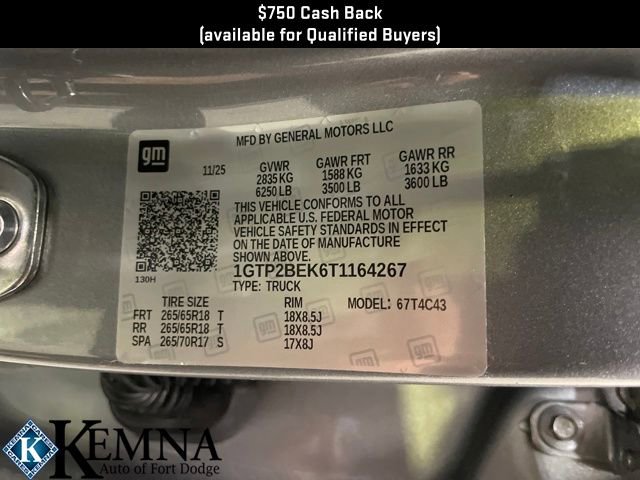 $750 Cash Back
(available for Qualified Buyers)
MFD BY GENERAL MOTORS LLC
gm
11/25 GVWR GAWR FRT GAWR RR
2835 KG 1588 KG 1633 KG
6250 LB 3500 LB 3600 LB
THIS VEHICLE CONFORMS TO ALL
APPLICABLE U.S. FEDERAL MOTOR
VEHICLE SAFETY STANDARDS IN EFFECT
ON THE DATE OF MANUFACTURE
SHOWN ABOVE.
1GTP2BEK6T1164267
130H
TYPE: TRUCK
TIRE SIZE RIM MODEL: 67T4C43
FRT 265/65R18 T 18X8.5J
RR 265/65R18 T 18X8.5J
SPA 265/70R17 S 17X8J
KEMNA
Auto of Fort Dodge